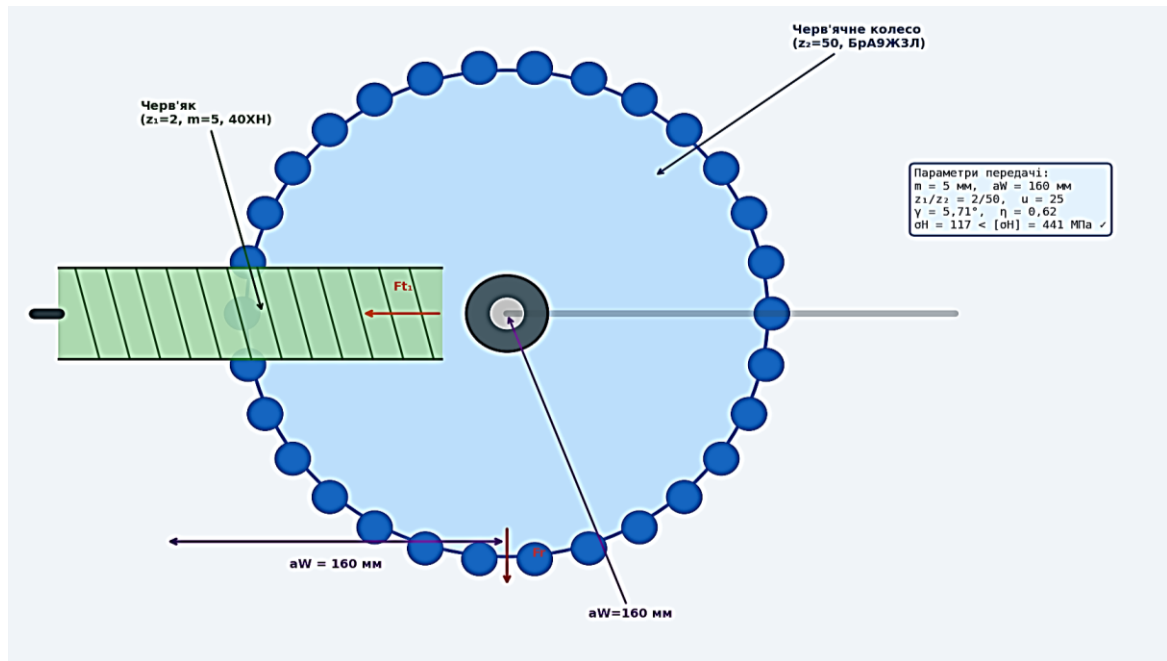 Черв'ячне колесо
(z₂=50, БрА9Ж3Л)
Черв'як
(z₁=2, m=5, 40ХН)
Параметри передачі:
m = 5 мм, aW = 160 мм
z₁/z₂ = 2/50, u = 25
γ = 5,71°, η = 0,62
σH = 117 < [σH] = 441 МПа ✓
Ft₁
aW = 160 мм
aW=160 мм